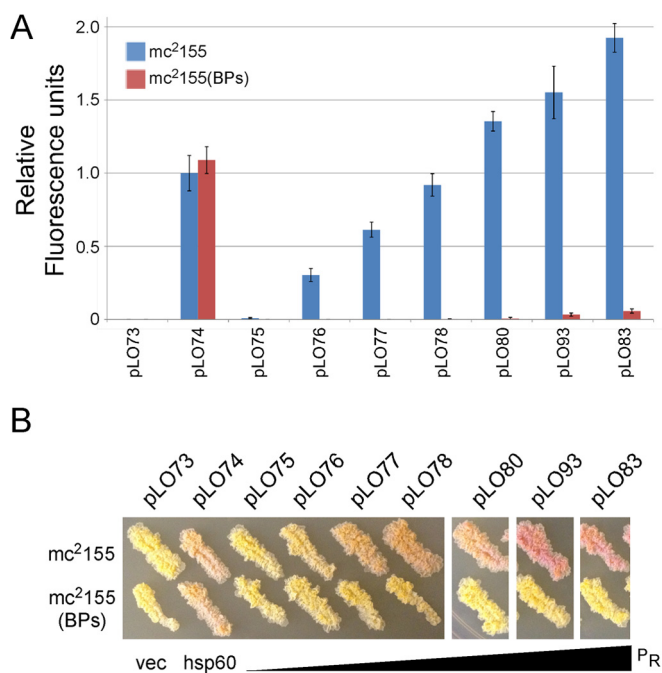 A
Relative
Fluorescence units
2.0
1.5
1.0
0.5
0
mc²155
mc²155(BPs)
pLO73
pLO74
pLO75
pLO76
pLO77
pLO78
pLO80
pLO93
pLO83
B
pLO73 pLO74 pLO75 pLO76 pLO77 pLO78 pLO80 pLO93 pLO83
mc²155
mc²155
(BPs)
vec hsp60 PR